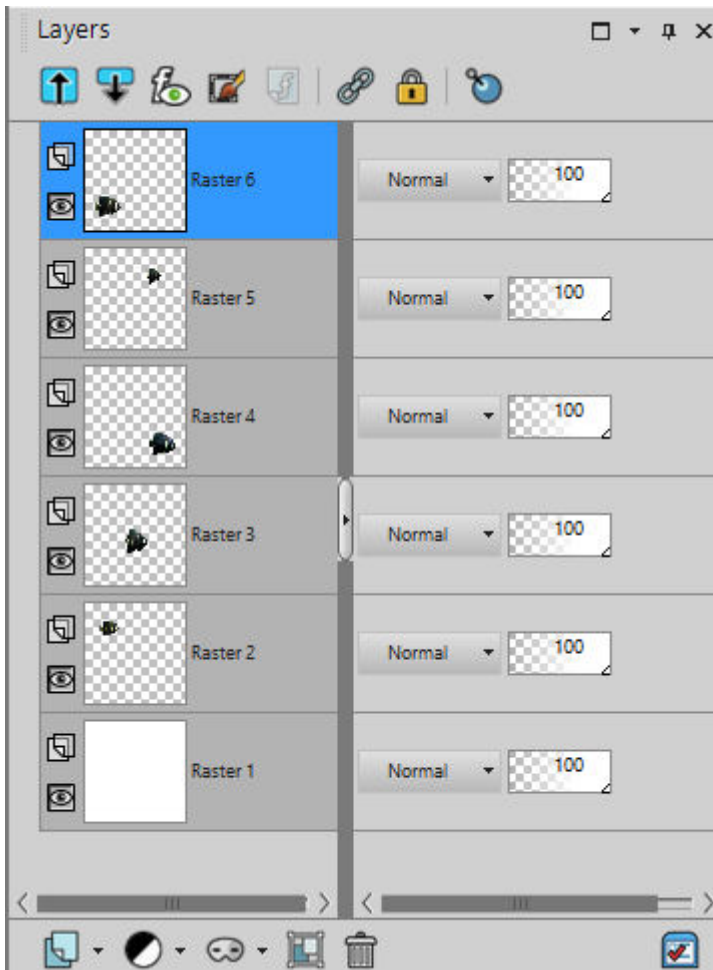 Layers
Raster 6 Normal 100
Raster 5 Normal 100
Raster 4 Normal 100
Raster 3 Normal 100
Raster 2 Normal 100
Raster 1 Normal 100